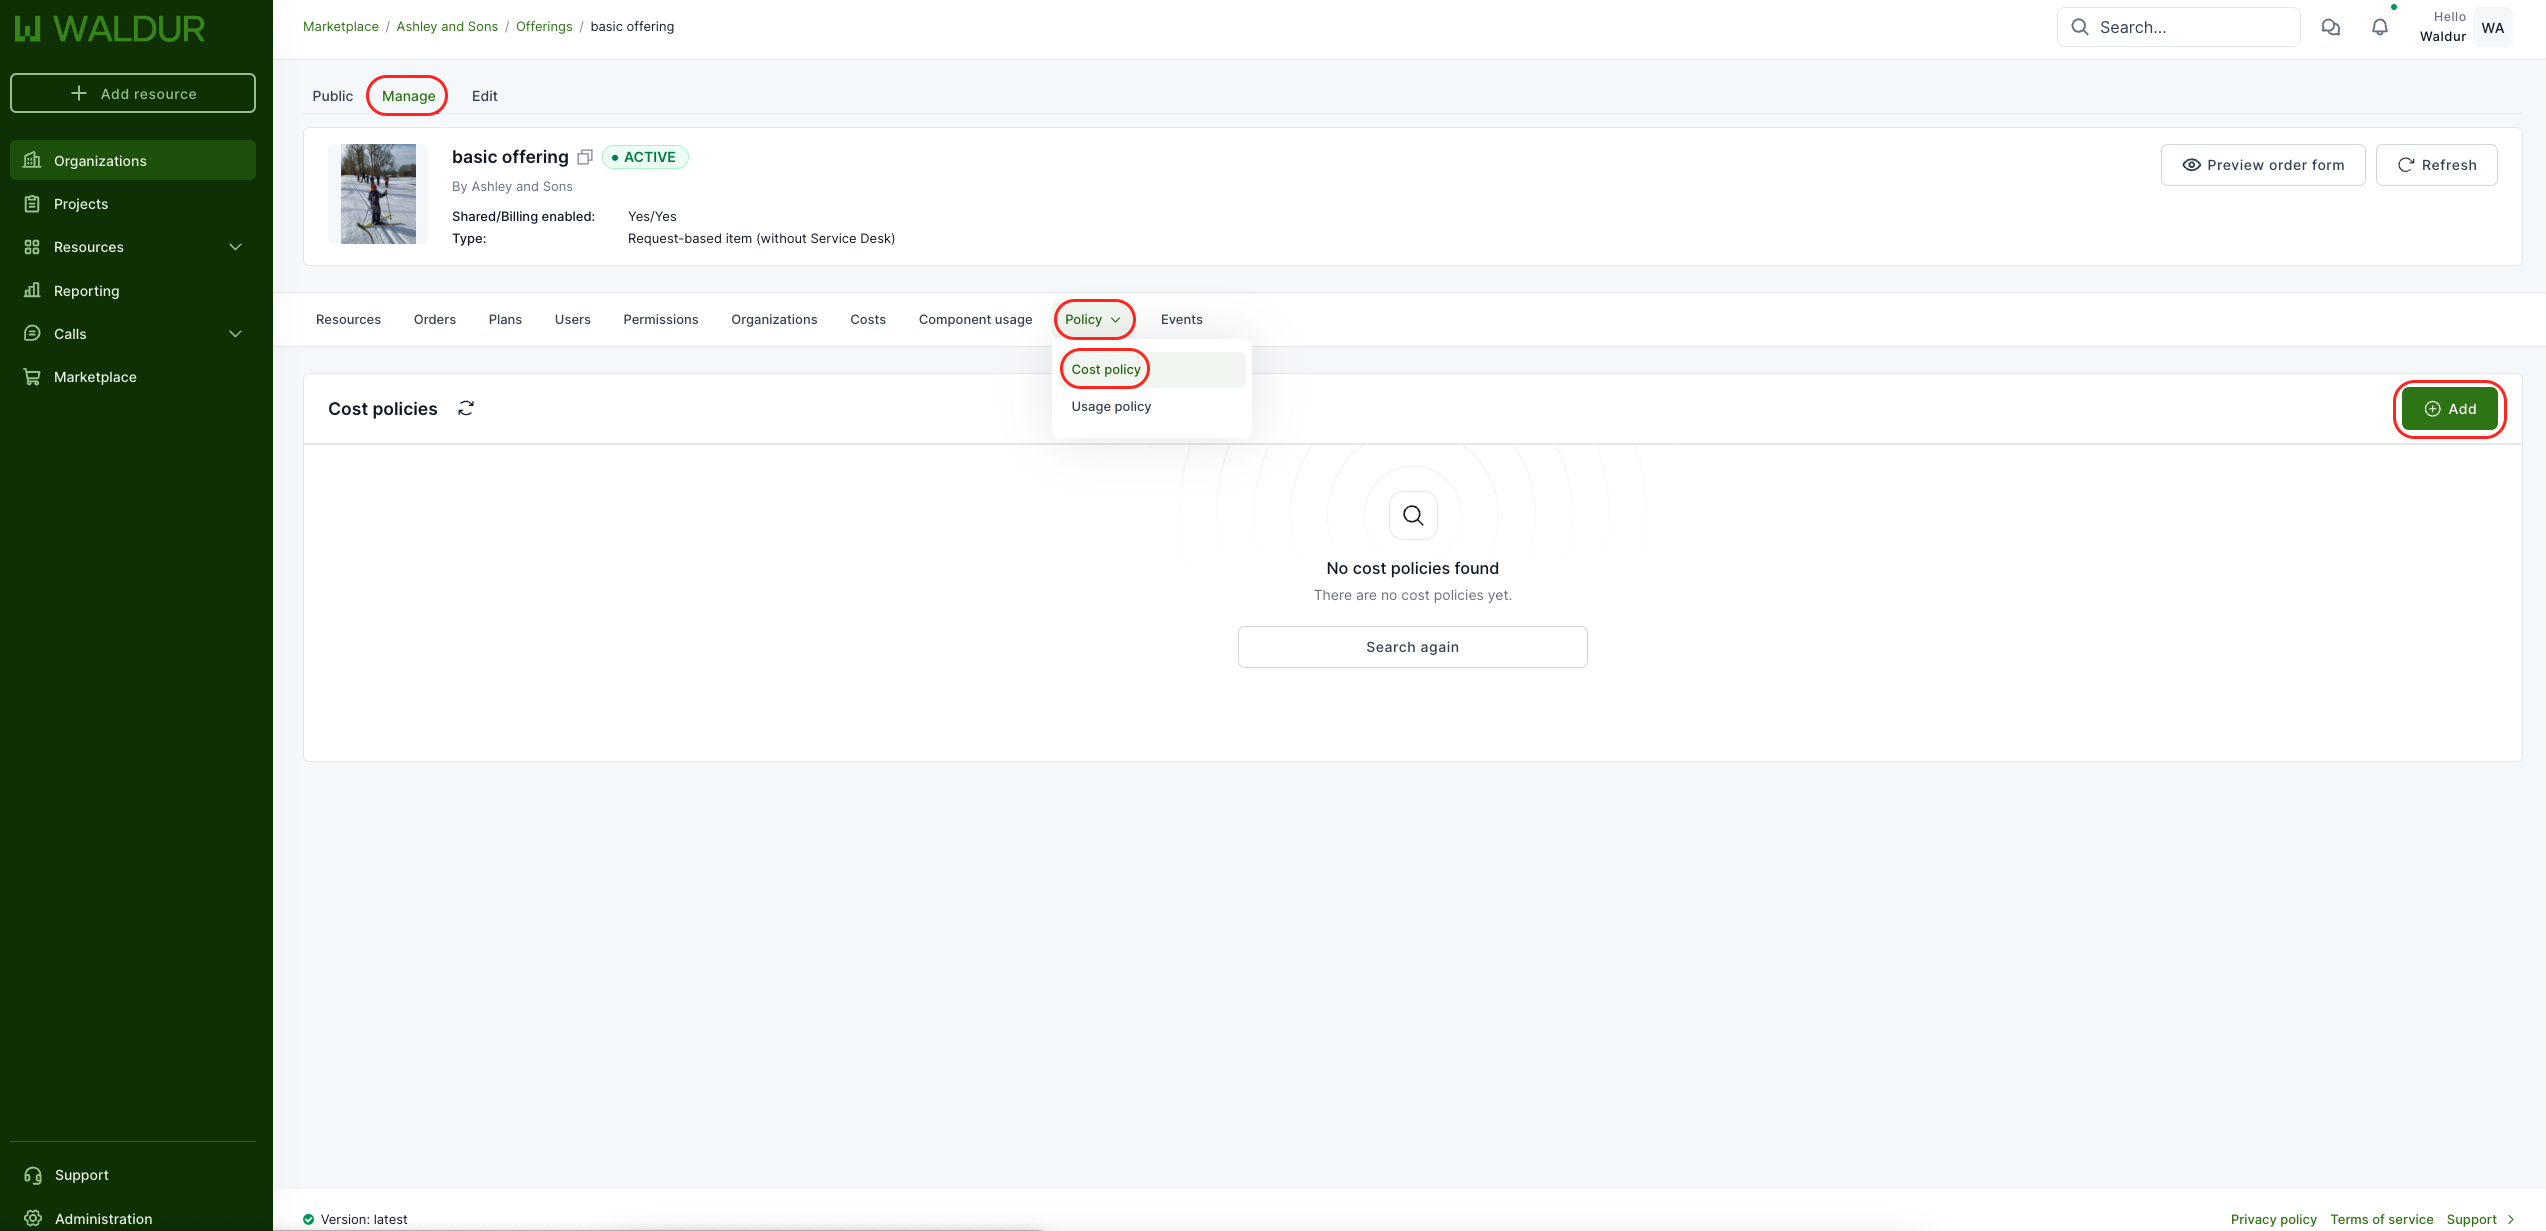 WALDUR
Marketplace / Ashley and Sons / Offerings / basic offering
Search...
Hello
Waldur
WA
Add resource
Organizations
Projects
Resources
Reporting
Calls
Marketplace
Public
Manage
Edit
basic offering
ACTIVE
By Ashley and Sons
Shared/Billing enabled: Yes/Yes
Type: Request-based item (without Service Desk)
Preview order form
Refresh
Resources
Orders
Plans
Users
Permissions
Organizations
Costs
Component usage
Policy
Events
Cost policy
Usage policy
Cost policies
Add
No cost policies found
There are no cost policies yet.
Search again
Support
Administration
Version: latest
Privacy policy
Terms of service
Support